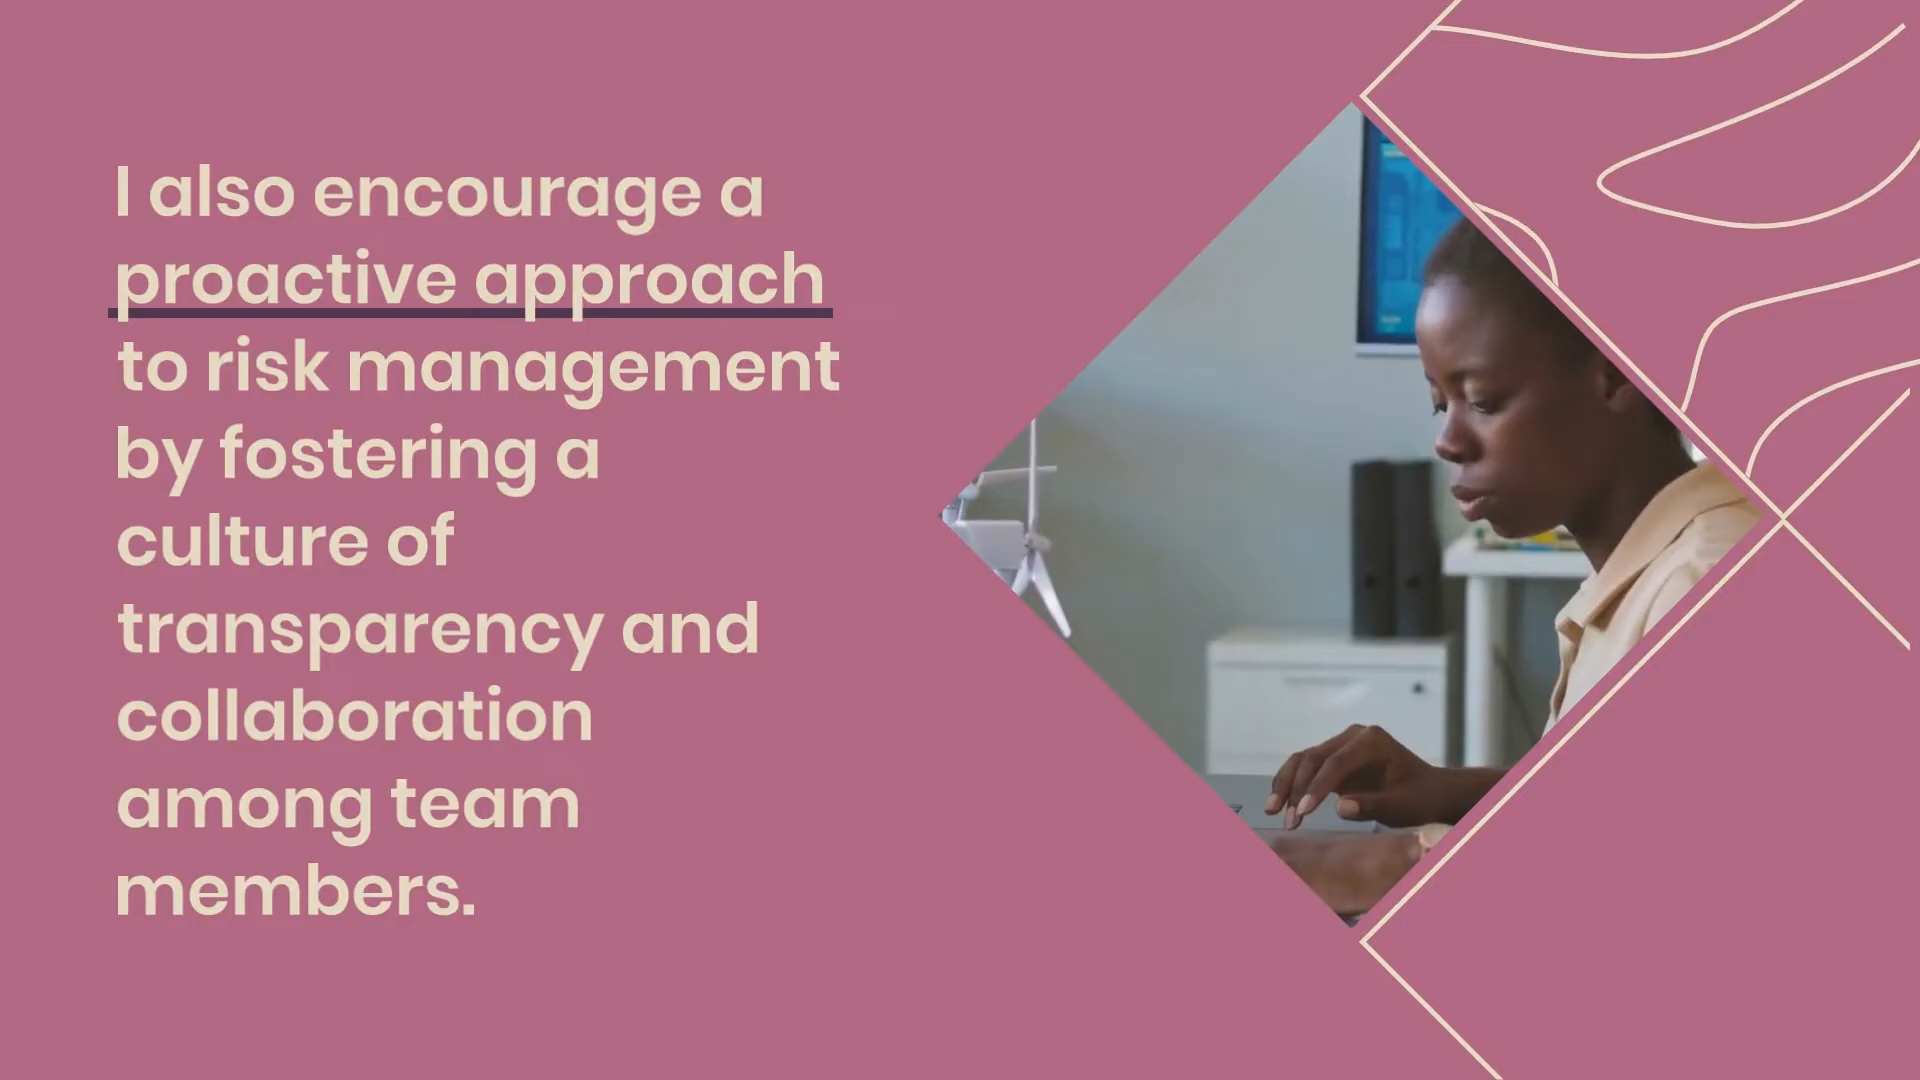 I also encourage a
proactive approach
to risk management
by fostering a
culture of
transparency and
collaboration
among team
members.